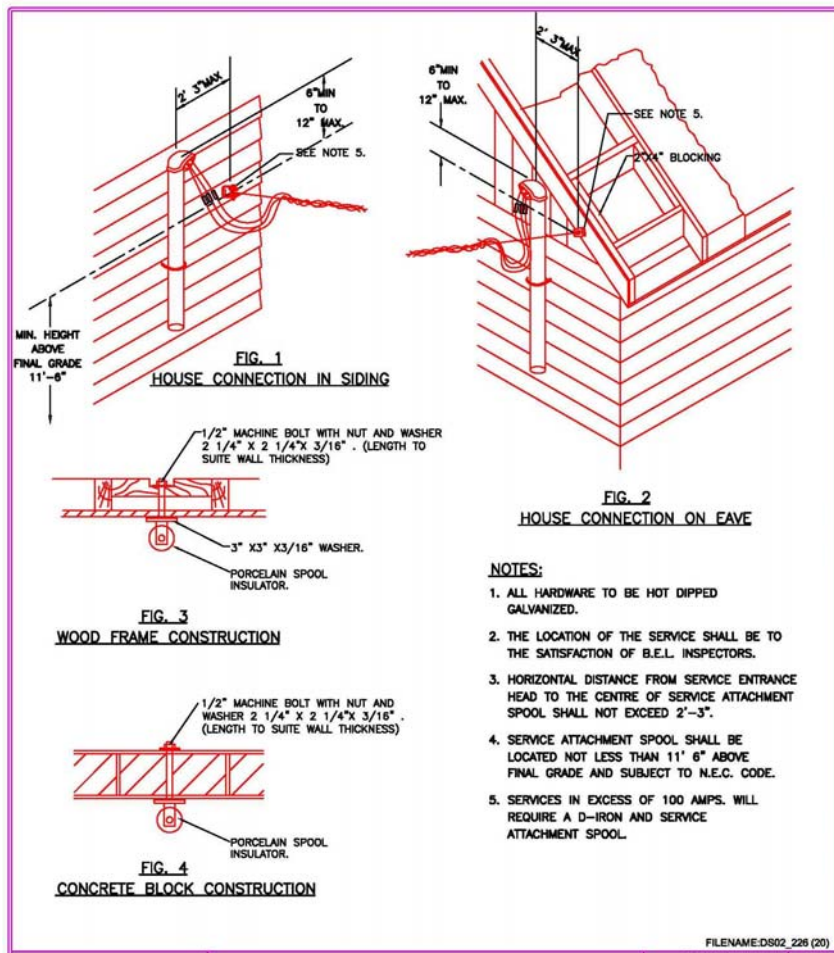 2' 3"MAX
6"MIN
TO
12" MAX.
SEE NOTE 5.
MIN. HEIGHT
ABOVE
FINAL GRADE
11'-6"
FIG. 1
HOUSE CONNECTION IN SIDING
2' 3"MAX
6"MIN
TO
12" MAX.
SEE NOTE 5.
2"X4" BLOCKING
FIG. 2
HOUSE CONNECTION ON EAVE
1/2" MACHINE BOLT WITH NUT AND WASHER
2 1/4" X 2 1/4"X 3/16" . (LENGTH TO
SUITE WALL THICKNESS)
3" X3" X3/16" WASHER.
PORCELAIN SPOOL
INSULATOR.
FIG. 3
WOOD FRAME CONSTRUCTION
1/2" MACHINE BOLT WITH NUT AND
WASHER 2 1/4" X 2 1/4"X 3/16" .
(LENGTH TO SUITE WALL THICKNESS)
PORCELAIN SPOOL
INSULATOR.
FIG. 4
CONCRETE BLOCK CONSTRUCTION
NOTES:
1. ALL HARDWARE TO BE HOT DIPPED
GALVANIZED.
2. THE LOCATION OF THE SERVICE SHALL BE TO
THE SATISFACTION OF B.E.L. INSPECTORS.
3. HORIZONTAL DISTANCE FROM SERVICE ENTRANCE
HEAD TO THE CENTRE OF SERVICE ATTACHMENT
SPOOL SHALL NOT EXCEED 2'-3".
4. SERVICE ATTACHMENT SPOOL SHALL BE
LOCATED NOT LESS THAN 11' 6" ABOVE
FINAL GRADE AND SUBJECT TO N.E.C. CODE.
5. SERVICES IN EXCESS OF 100 AMPS. WILL
REQUIRE A D-IRON AND SERVICE
ATTACHMENT SPOOL.
FILENAME:DS02_226 (20)